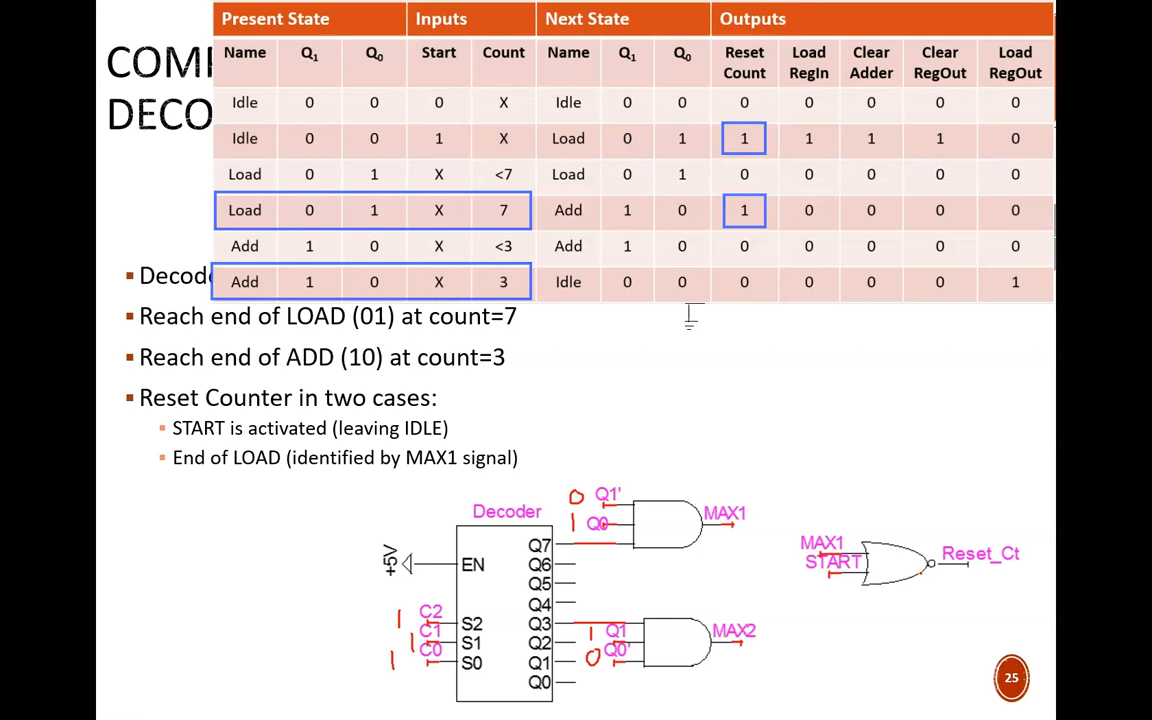 Present State Inputs Next State Outputs
Name Q1 Q0 Start Count Name Q1 Q0 Reset Count Load RegIn Clear Adder Clear RegOut Load RegOut
Idle 0 0 0 X Idle 0 0 0 0 0 0 0
Idle 0 0 1 X Load 0 1 1 1 1 1 0
Load 0 1 X <7 Load 0 1 0 0 0 0 0
Load 0 1 X 7 Add 1 0 1 0 0 0 0
Add 1 0 X <3 Add 1 0 0 0 0 0 0
Add 1 0 X 3 Idle 0 0 0 0 0 0 1
COM
DECO
▪ Decod
▪ Reach end of LOAD (01) at count=7
▪ Reach end of ADD (10) at count=3
▪ Reset Counter in two cases:
▪ START is activated (leaving IDLE)
▪ End of LOAD (identified by MAX1 signal)
Decoder
+5V
EN
1 C2 S2
1 C1 S1
1 C0 S0
Q7
Q6
Q5
Q4
Q3
Q2
Q1
Q0
0 Q1'
1 Q0
MAX1
1 Q1
0 Q0'
MAX2
MAX1
START
Reset_Ct
25